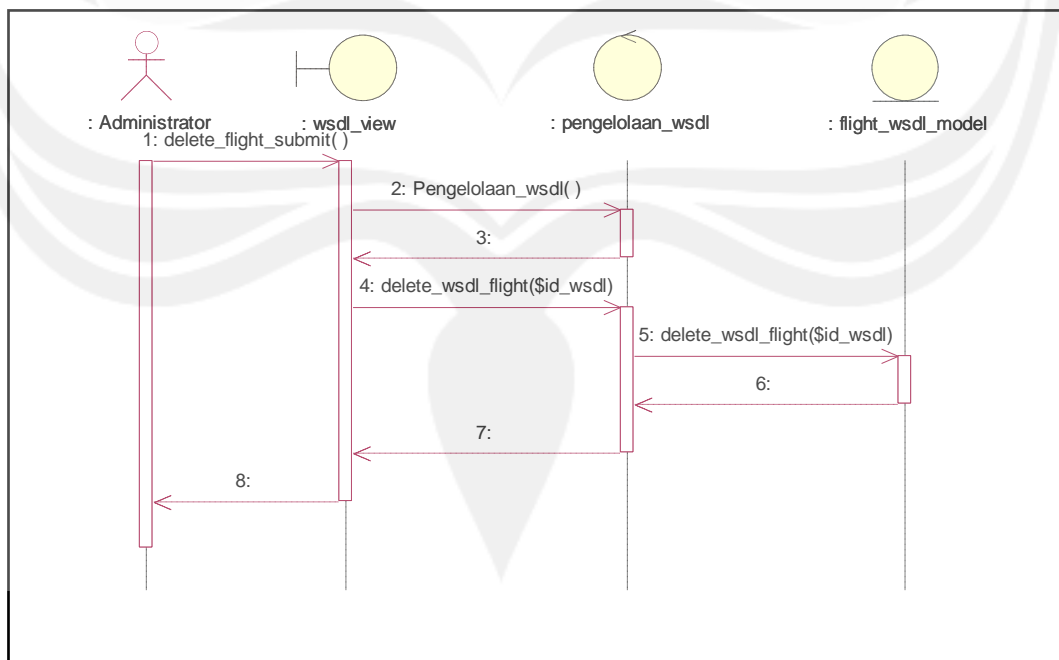 : Administrator
: wsdl_view
: pengelolaan_wsdl
: flight_wsdl_model
1: delete_flight_submit( )
2: Pengelolaan_wsdl( )
3:
4: delete_wsdl_flight($id_wsdl)
5: delete_wsdl_flight($id_wsdl)
6:
7:
8: